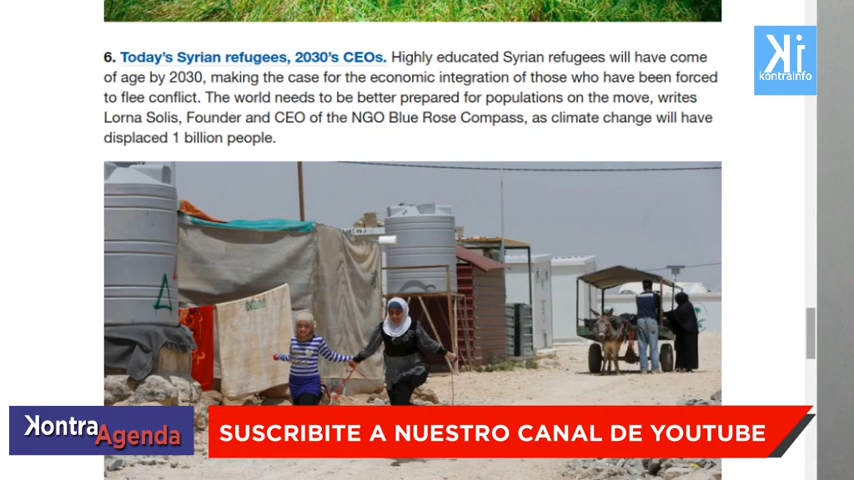 6. Today's Syrian refugees, 2030's CEOs. Highly educated Syrian refugees will have come
of age by 2030, making the case for the economic integration of those who have been forced
to flee conflict. The world needs to be better prepared for populations on the move, writes
Lorna Solis, Founder and CEO of the NGO Blue Rose Compass, as climate change will have
displaced 1 billion people.
Ki
kontrainfo
Kontra
Agenda
SUSCRIBITE A NUESTRO CANAL DE YOUTUBE